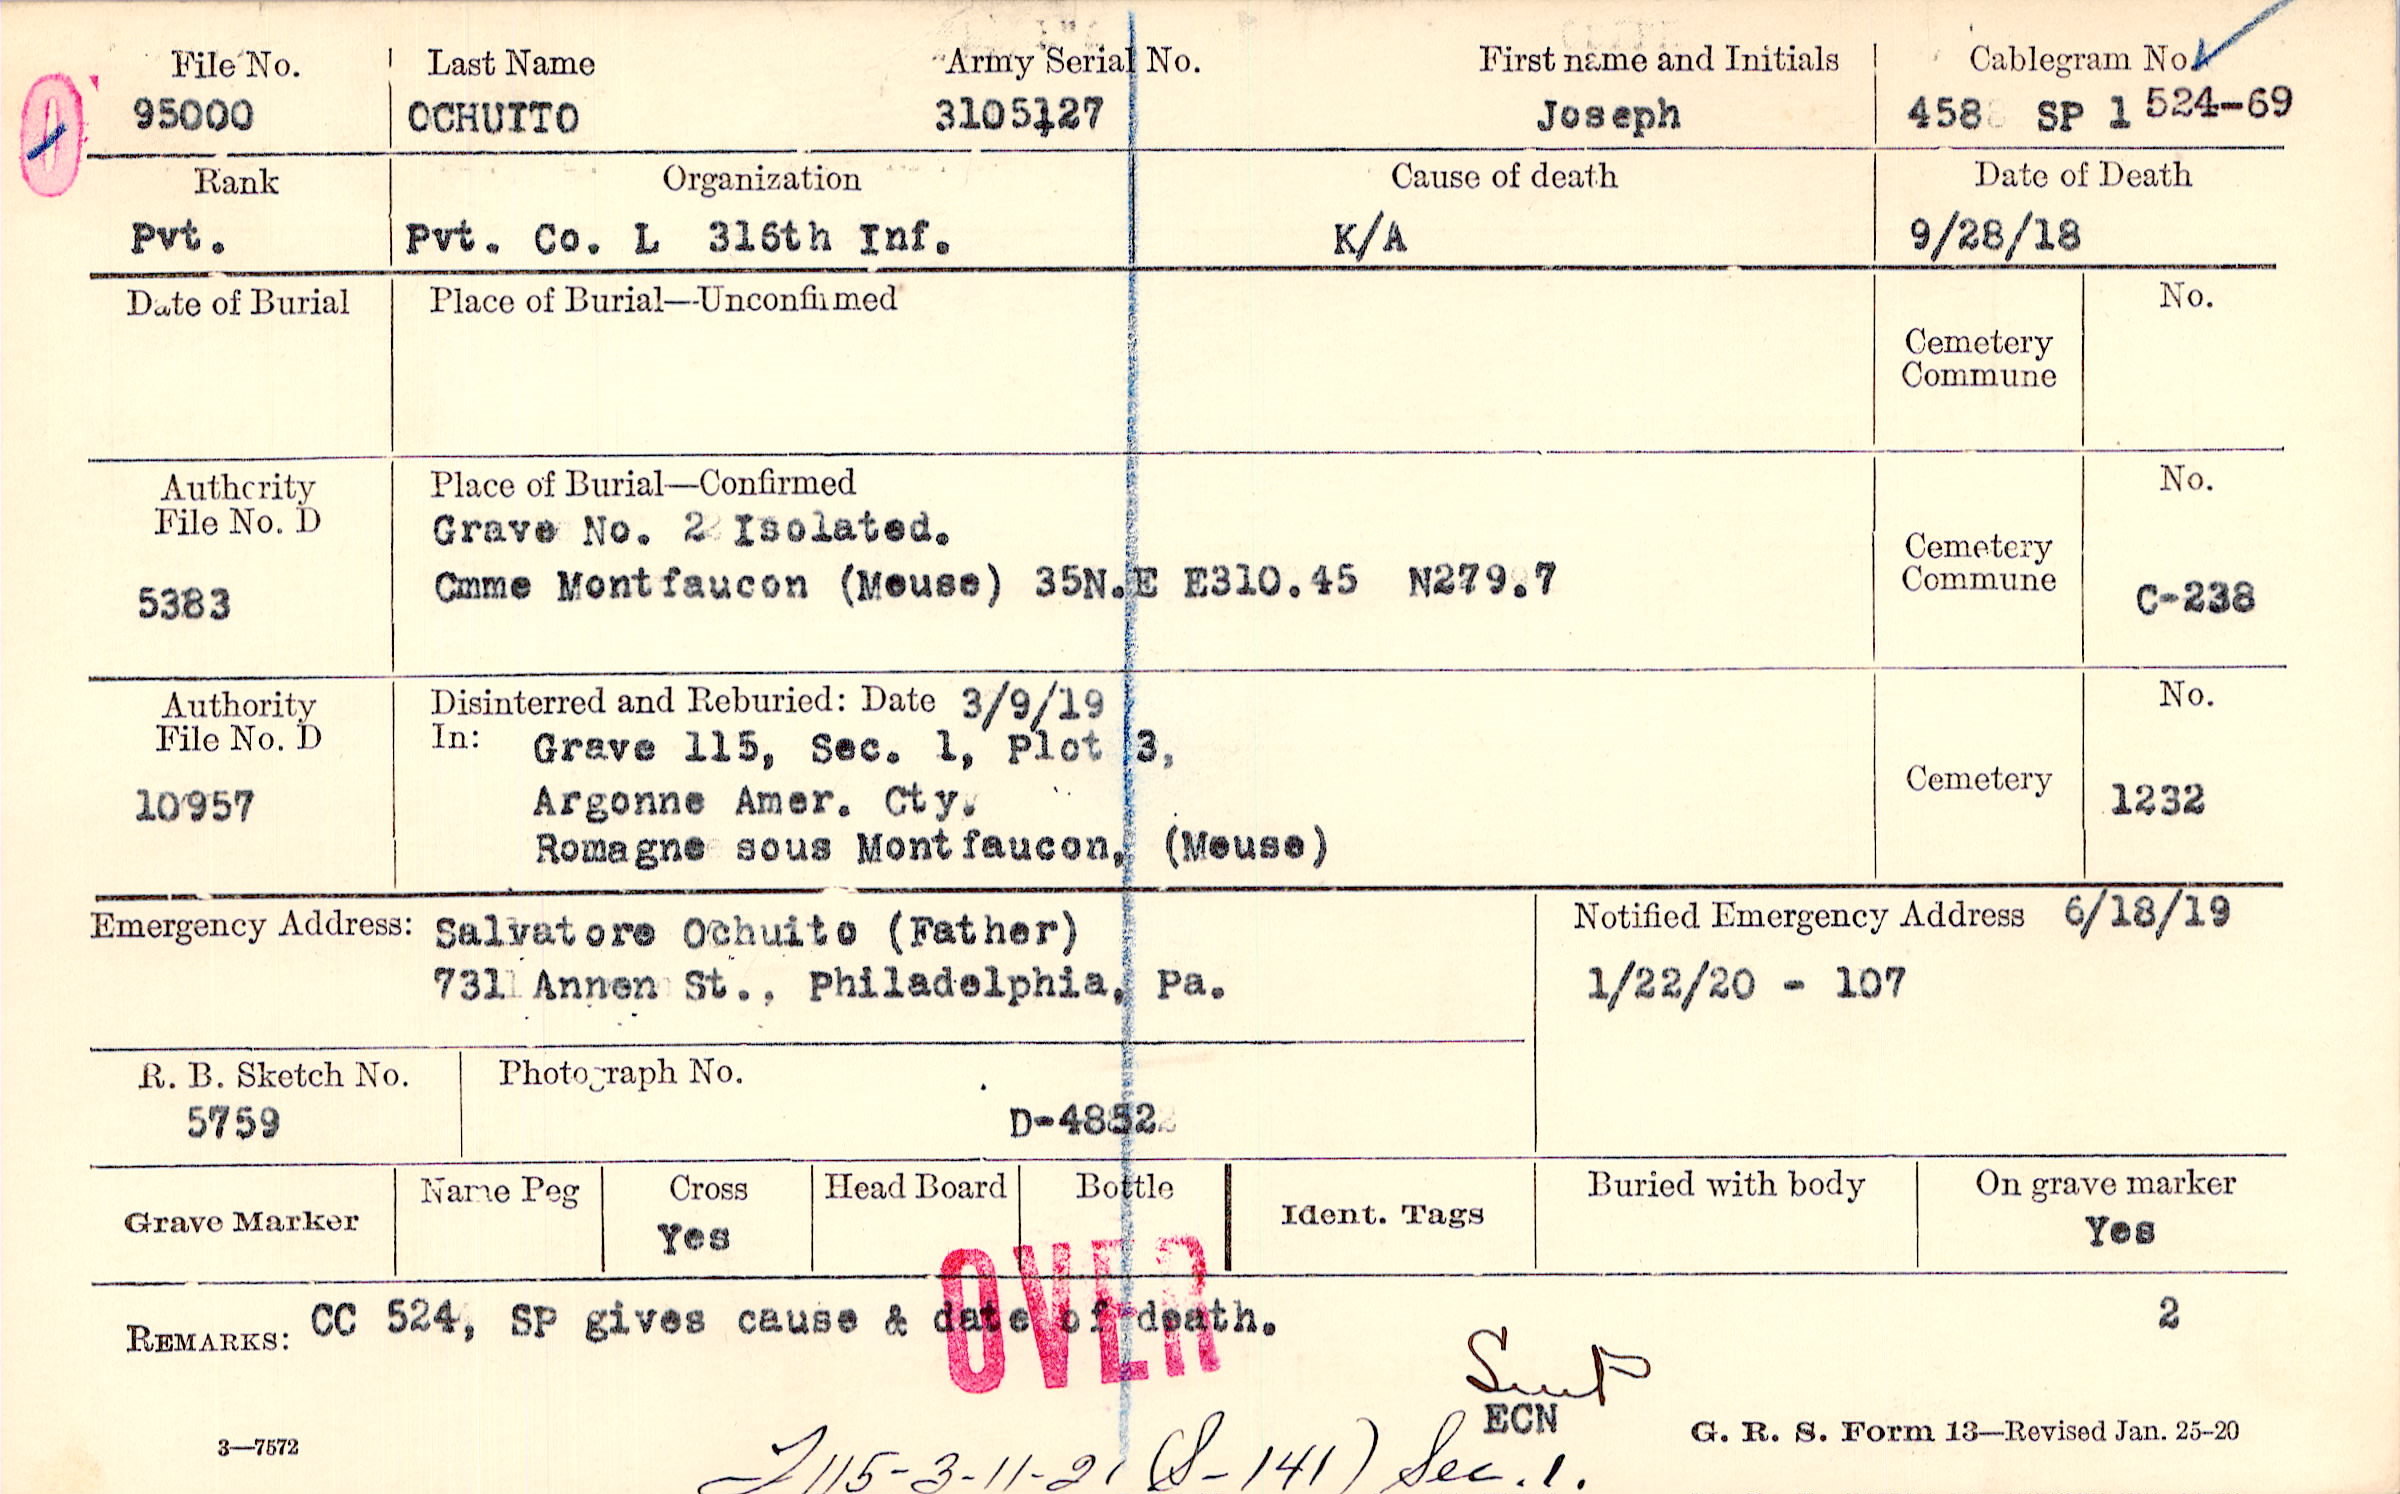 File No. Last Name Army Serial No. First name and Initials Cablegram No.
95000 OCHUITO 3105127 Joseph 458 SP 1 524-69
Rank Organization Cause of death Date of Death
Pvt. Pvt. Co. L 316th Inf. K/A 9/28/18
Date of Burial Place of Burial—Unconfirmed No.
Cemetery
Commune
Authority Place of Burial—Confirmed No.
File No. D Grave No. 2 Isolated.
Cemetery
Commune
5383 Cmme Montfaucon (Meuse) 35N.E E310.45 N279.7 C-238
Authority Disinterred and Reburied: Date 3/9/19 No.
File No. D In: Grave 115, Sec. 1, Plot 3,
10957 Argonne Amer. Cty. Cemetery 1232
Romagne sous Montfaucon, (Meuse)
Emergency Address: Salvatore Ochuito (Father) Notified Emergency Address 6/18/19
731 Annen St., Philadelphia, Pa. 1/22/20 - 107
R. B. Sketch No. Photograph No.
5759 D-4852
Name Peg Cross Head Board Bottle Buried with body On grave marker
Grave Marker Yes Ident. Tags Yes
OVER
REMARKS: CC 524, SP gives cause & date of death. 2
ECN
3—7572 G. R. S. Form 13—Revised Jan. 25-20
115-3-11-21 (S-141) Sec. 1.